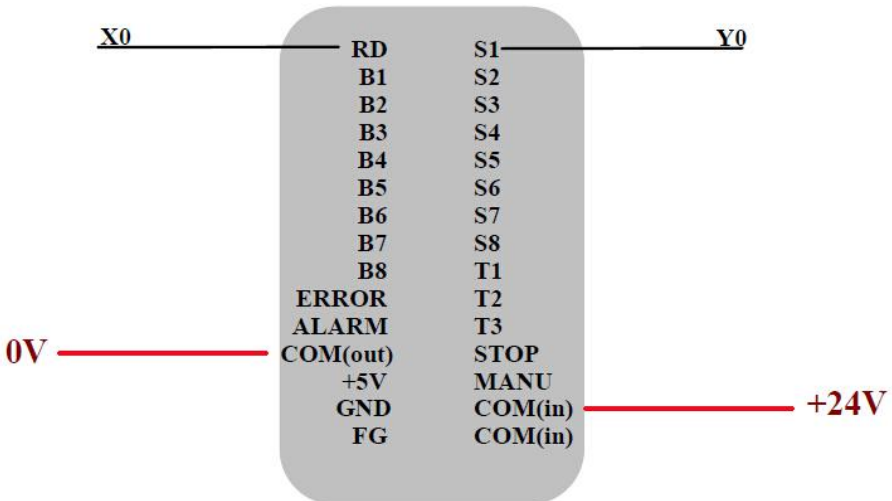 X0 RD S1 Y0
B1 S2
B2 S3
B3 S4
B4 S5
B5 S6
B6 S7
B7 S8
B8 T1
ERROR T2
ALARM T3
0V COM(out) STOP
+5V MANU
GND COM(in) +24V
FG COM(in)